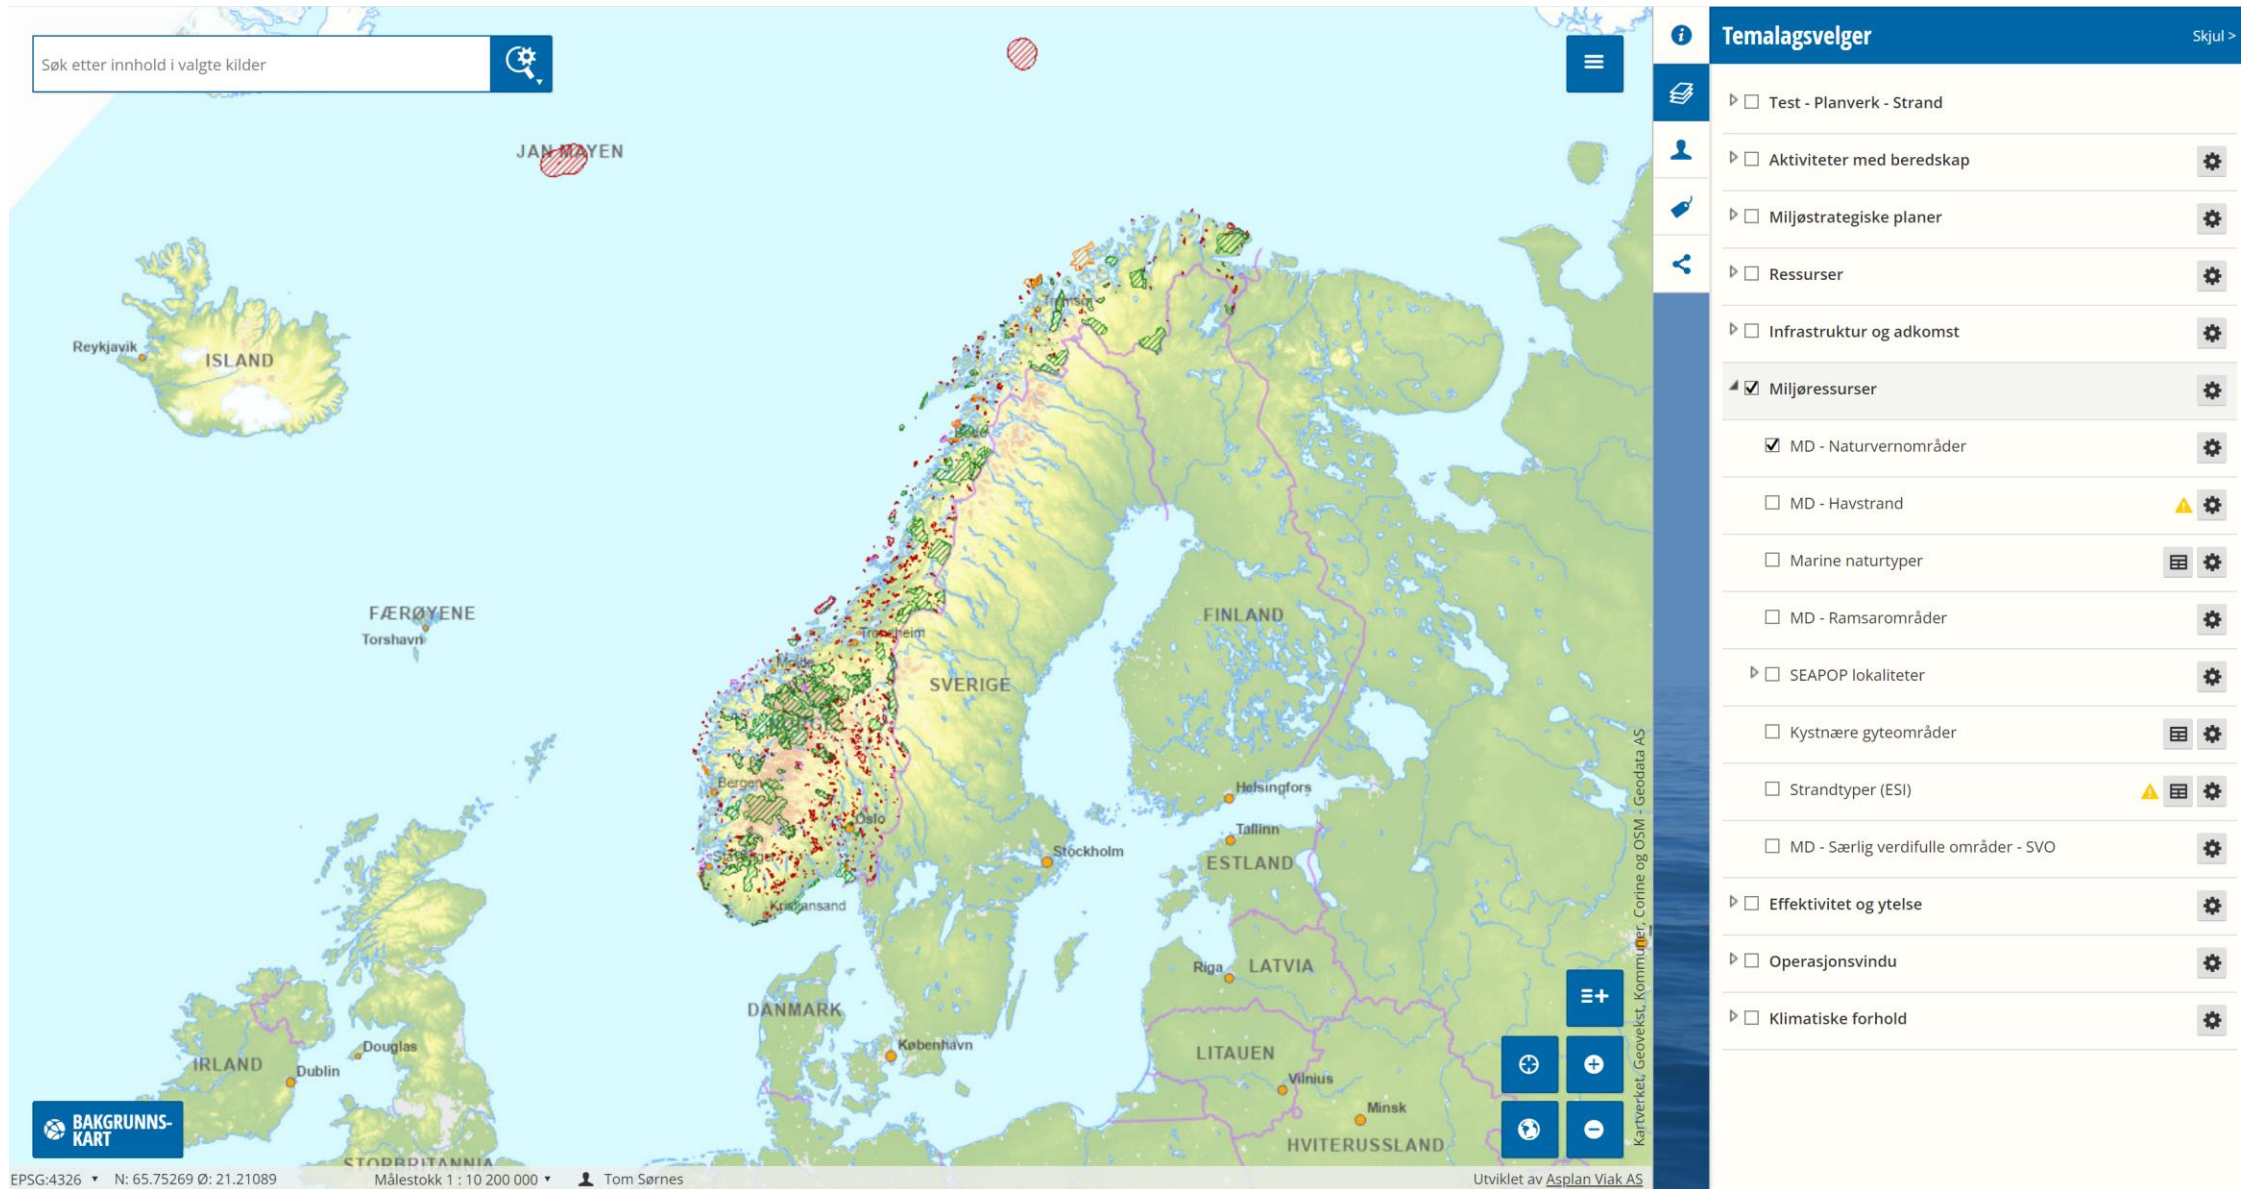 Søk etter innhold i valgte kilder
JAN MAYEN
Reykjavik
ISLAND
Tromsø
Bodø
FÆRØYENE
Torshavn
Trondheim
Molde
FINLAND
SVERIGE
NORGE
Bergen
Oslo
Helsingfors
Tallinn
Stockholm
ESTLAND
Stavanger
Kristiansand
Riga
LATVIA
DANMARK
København
LITAUEN
Vilnius
Minsk
HVITERUSSLAND
IRLAND
Douglas
Dublin
STORBRITANNIA
BAKGRUNNS-
KART
Kartverket, Geovekst, Kommuner, Corine og OSM - Geodata AS
EPSG:4326 N: 65.75269 Ø: 21.21089 Målestokk 1 : 10 200 000 Tom Sørnes Utviklet av Asplan Viak AS
Temalagsvelger Skjul >
Test - Planverk - Strand
Aktiviteter med beredskap
Miljøstrategiske planer
Ressurser
Infrastruktur og adkomst
Miljøressurser
MD - Naturvernområder
MD - Havstrand
Marine naturtyper
MD - Ramsarområder
SEAPOP lokaliteter
Kystnære gyteområder
Strandtyper (ESI)
MD - Særlig verdifulle områder - SVO
Effektivitet og ytelse
Operasjonsvindu
Klimatiske forhold